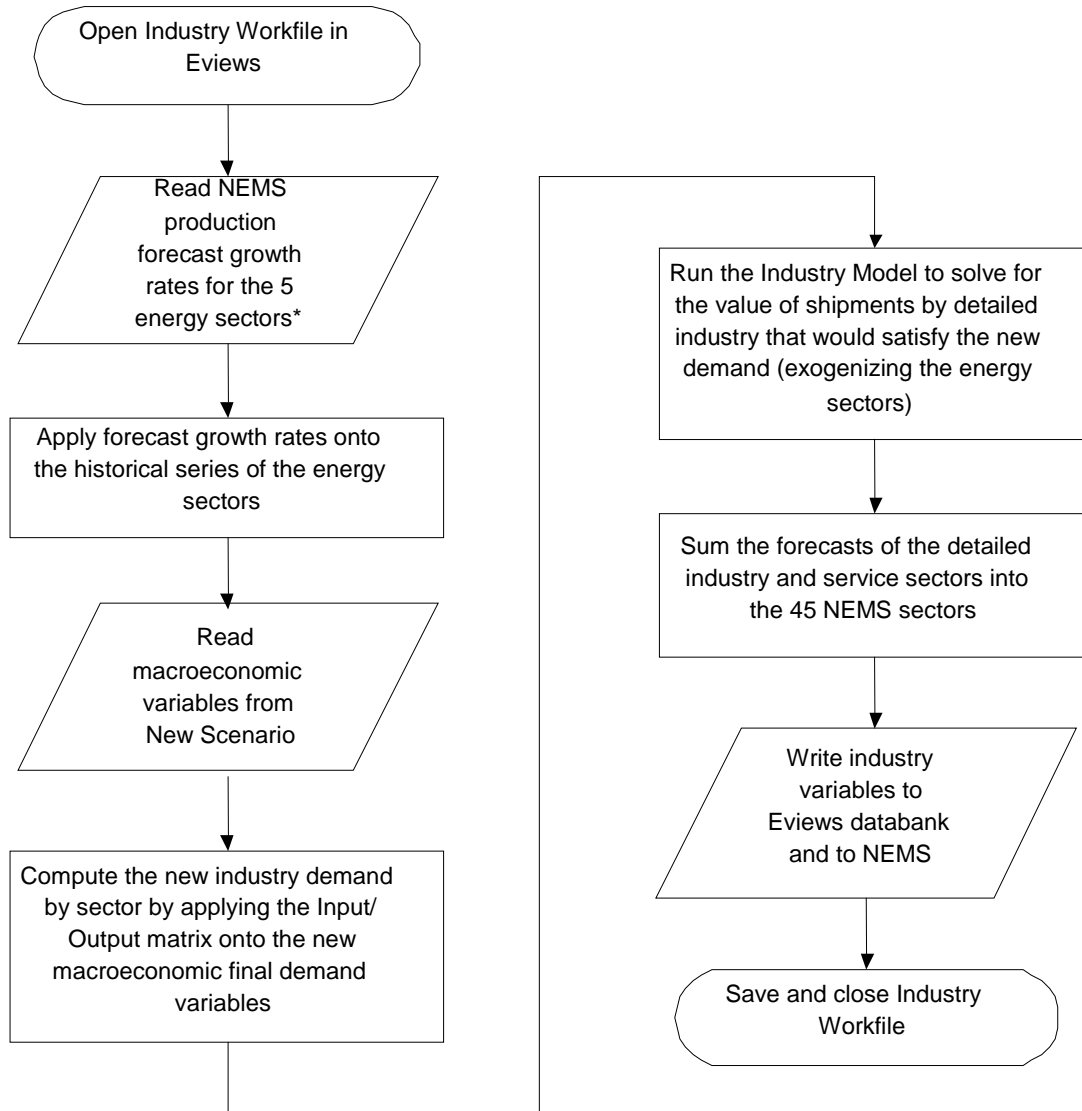 Open Industry Workfile in
Eviews
Read NEMS
production
forecast growth
rates for the 5
energy sectors*
Apply forecast growth rates onto
the historical series of the energy
sectors
Read
macroeconomic
variables from
New Scenario
Compute the new industry demand
by sector by applying the Input/
Output matrix onto the new
macroeconomic final demand
variables
Run the Industry Model to solve for
the value of shipments by detailed
industry that would satisfy the new
demand (exogenizing the energy
sectors)
Sum the forecasts of the detailed
industry and service sectors into
the 45 NEMS sectors
Write industry
variables to
Eviews databank
and to NEMS
Save and close Industry
Workfile